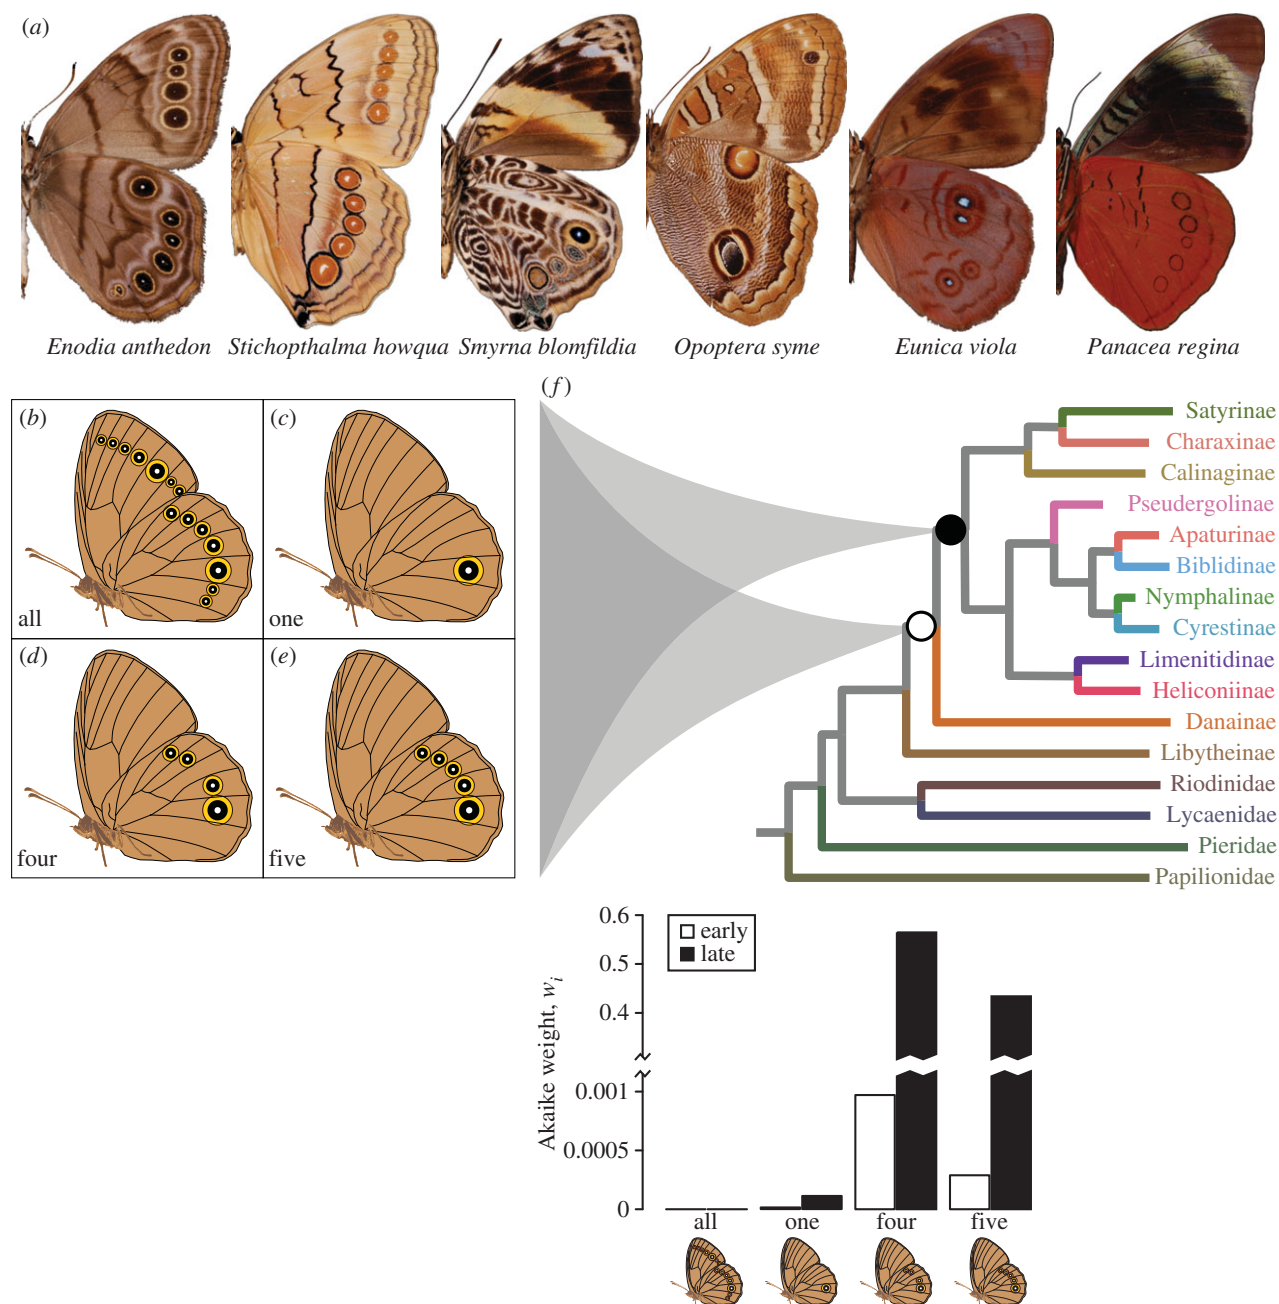 (a)
Enodia anthedon Stichopthalma howqua Smyrna blomfildia Opoptera syme Eunica viola Panacea regina
(b)
all
(c)
one
(d)
four
(e)
five
(f)
Satyrinae
Charaxinae
Calinaginae
Pseudergolinae
Apaturinae
Biblidinae
Nymphalinae
Cyrestinae
Limenitidinae
Heliconiinae
Danainae
Libytheinae
Riodinidae
Lycaenidae
Pieridae
Papilionidae
Akaike weight, wi
0.6
0.5
0.4
0.001
0.0005
0
early
late
all one four five